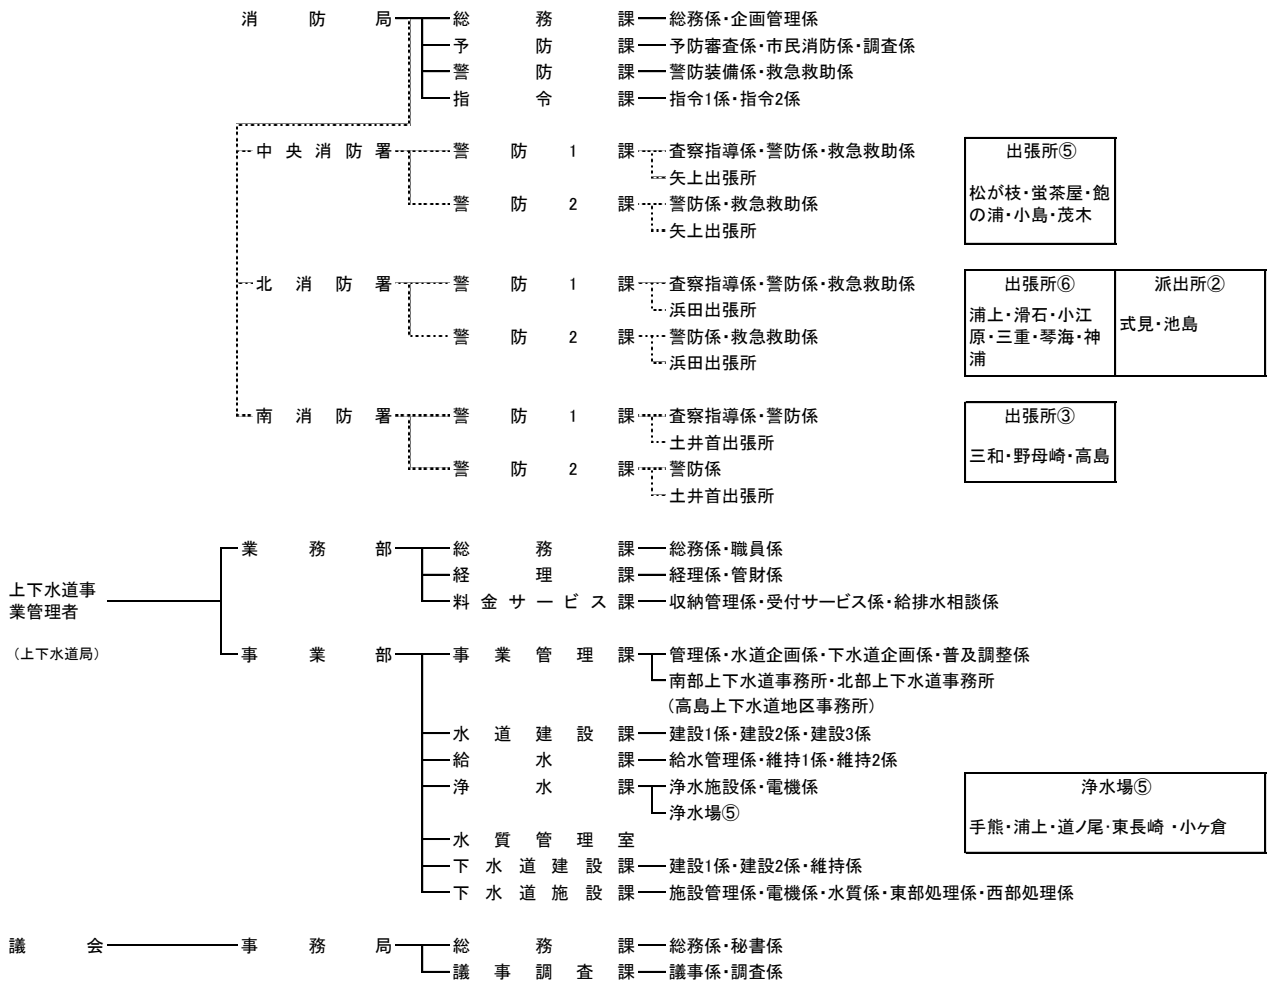 消防局 総務課 総務係・企画管理係
予防課 予防審査係・市民消防係・調査係
警防課 警防装備係・救急救助係
指令課 指令1係・指令2係
中央消防署 警防1課 査察指導係・警防係・救急救助係
矢上出張所
警防2課 警防係・救急救助係
矢上出張所
出張所⑤
松が枝・蛍茶屋・飽
の浦・小島・茂木
北消防署 警防1課 査察指導係・警防係・救急救助係
浜田出張所
警防2課 警防係・救急救助係
浜田出張所
出張所⑥
浦上・滑石・小江
原・三重・琴海・神
浦
派出所②
式見・池島
南消防署 警防1課 査察指導係・警防係
土井首出張所
警防2課 警防係
土井首出張所
出張所③
三和・野母崎・高島
上下水道事
業管理者
(上下水道局)
業務部 総務課 総務係・職員係
経理課 経理係・管財係
料金サービス課 収納管理係・受付サービス係・給排水相談係
事業部 事業管理課 管理係・水道企画係・下水道企画係・普及調整係
南部上下水道事務所・北部上下水道事務所
(高島上下水道地区事務所)
水道建設課 建設1係・建設2係・建設3係
給水課 給水管理係・維持1係・維持2係
浄水課 浄水施設係・電機係
浄水場⑤
浄水場⑤
手熊・浦上・道ノ尾・東長崎・小ヶ倉
水質管理室
下水道建設課 建設1係・建設2係・維持係
下水道施設課 施設管理係・電機係・水質係・東部処理係・西部処理係
議会 事務局 総務課 総務係・秘書係
議事調査課 議事係・調査係